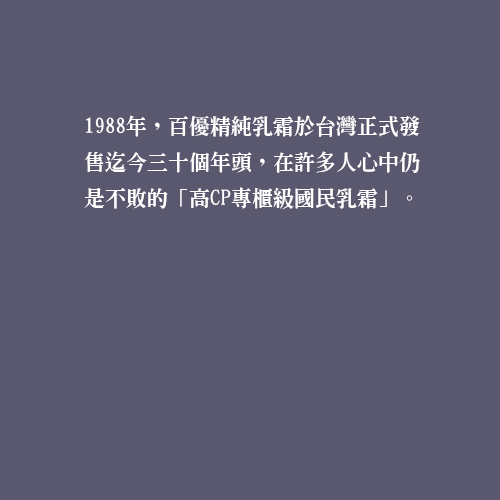 1988年，百優精純乳霜於台灣正式發
售迄今三十個年頭，在許多人心中仍
是不敗的「高CP專櫃級國民乳霜」。